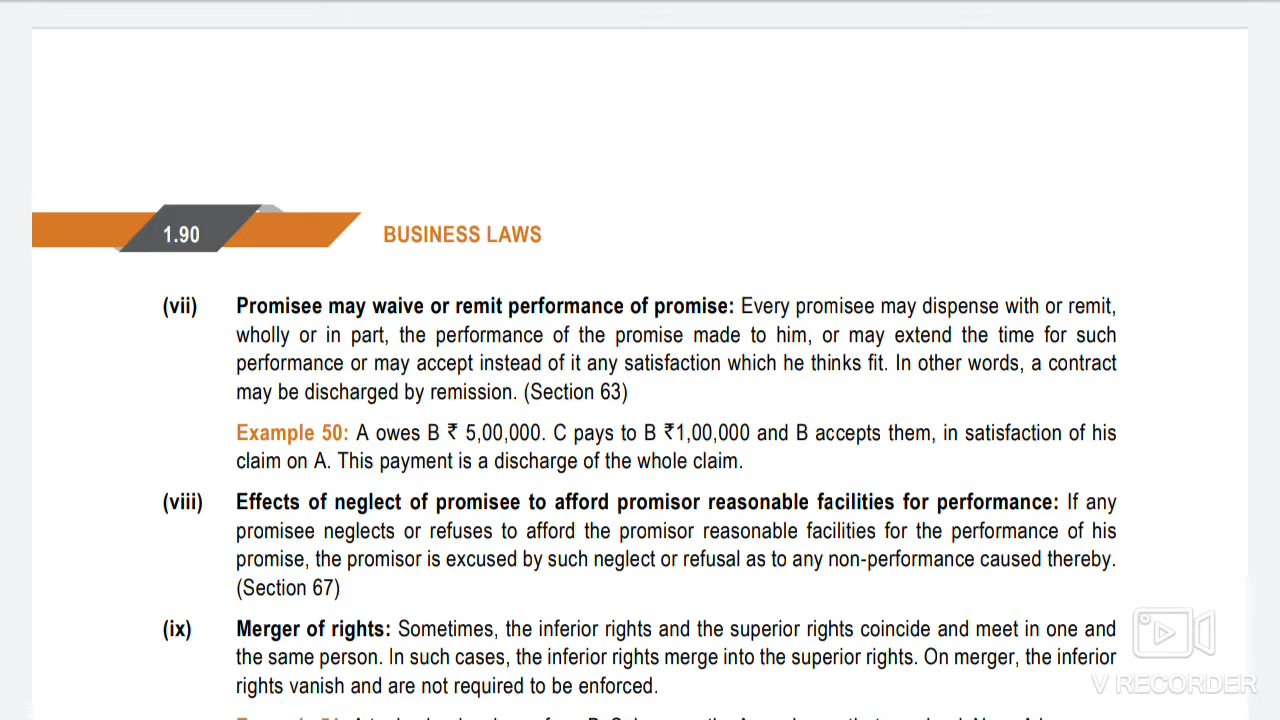 1.90
BUSINESS LAWS
(vii) Promisee may waive or remit performance of promise: Every promisee may dispense with or remit,
wholly or in part, the performance of the promise made to him, or may extend the time for such
performance or may accept instead of it any satisfaction which he thinks fit. In other words, a contract
may be discharged by remission. (Section 63)
Example 50: A owes B ₹ 5,00,000. C pays to B ₹1,00,000 and B accepts them, in satisfaction of his
claim on A. This payment is a discharge of the whole claim.
(viii) Effects of neglect of promisee to afford promisor reasonable facilities for performance: If any
promisee neglects or refuses to afford the promisor reasonable facilities for the performance of his
promise, the promisor is excused by such neglect or refusal as to any non-performance caused thereby.
(Section 67)
(ix) Merger of rights: Sometimes, the inferior rights and the superior rights coincide and meet in one and
the same person. In such cases, the inferior rights merge into the superior rights. On merger, the inferior
rights vanish and are not required to be enforced.
V RECORDER